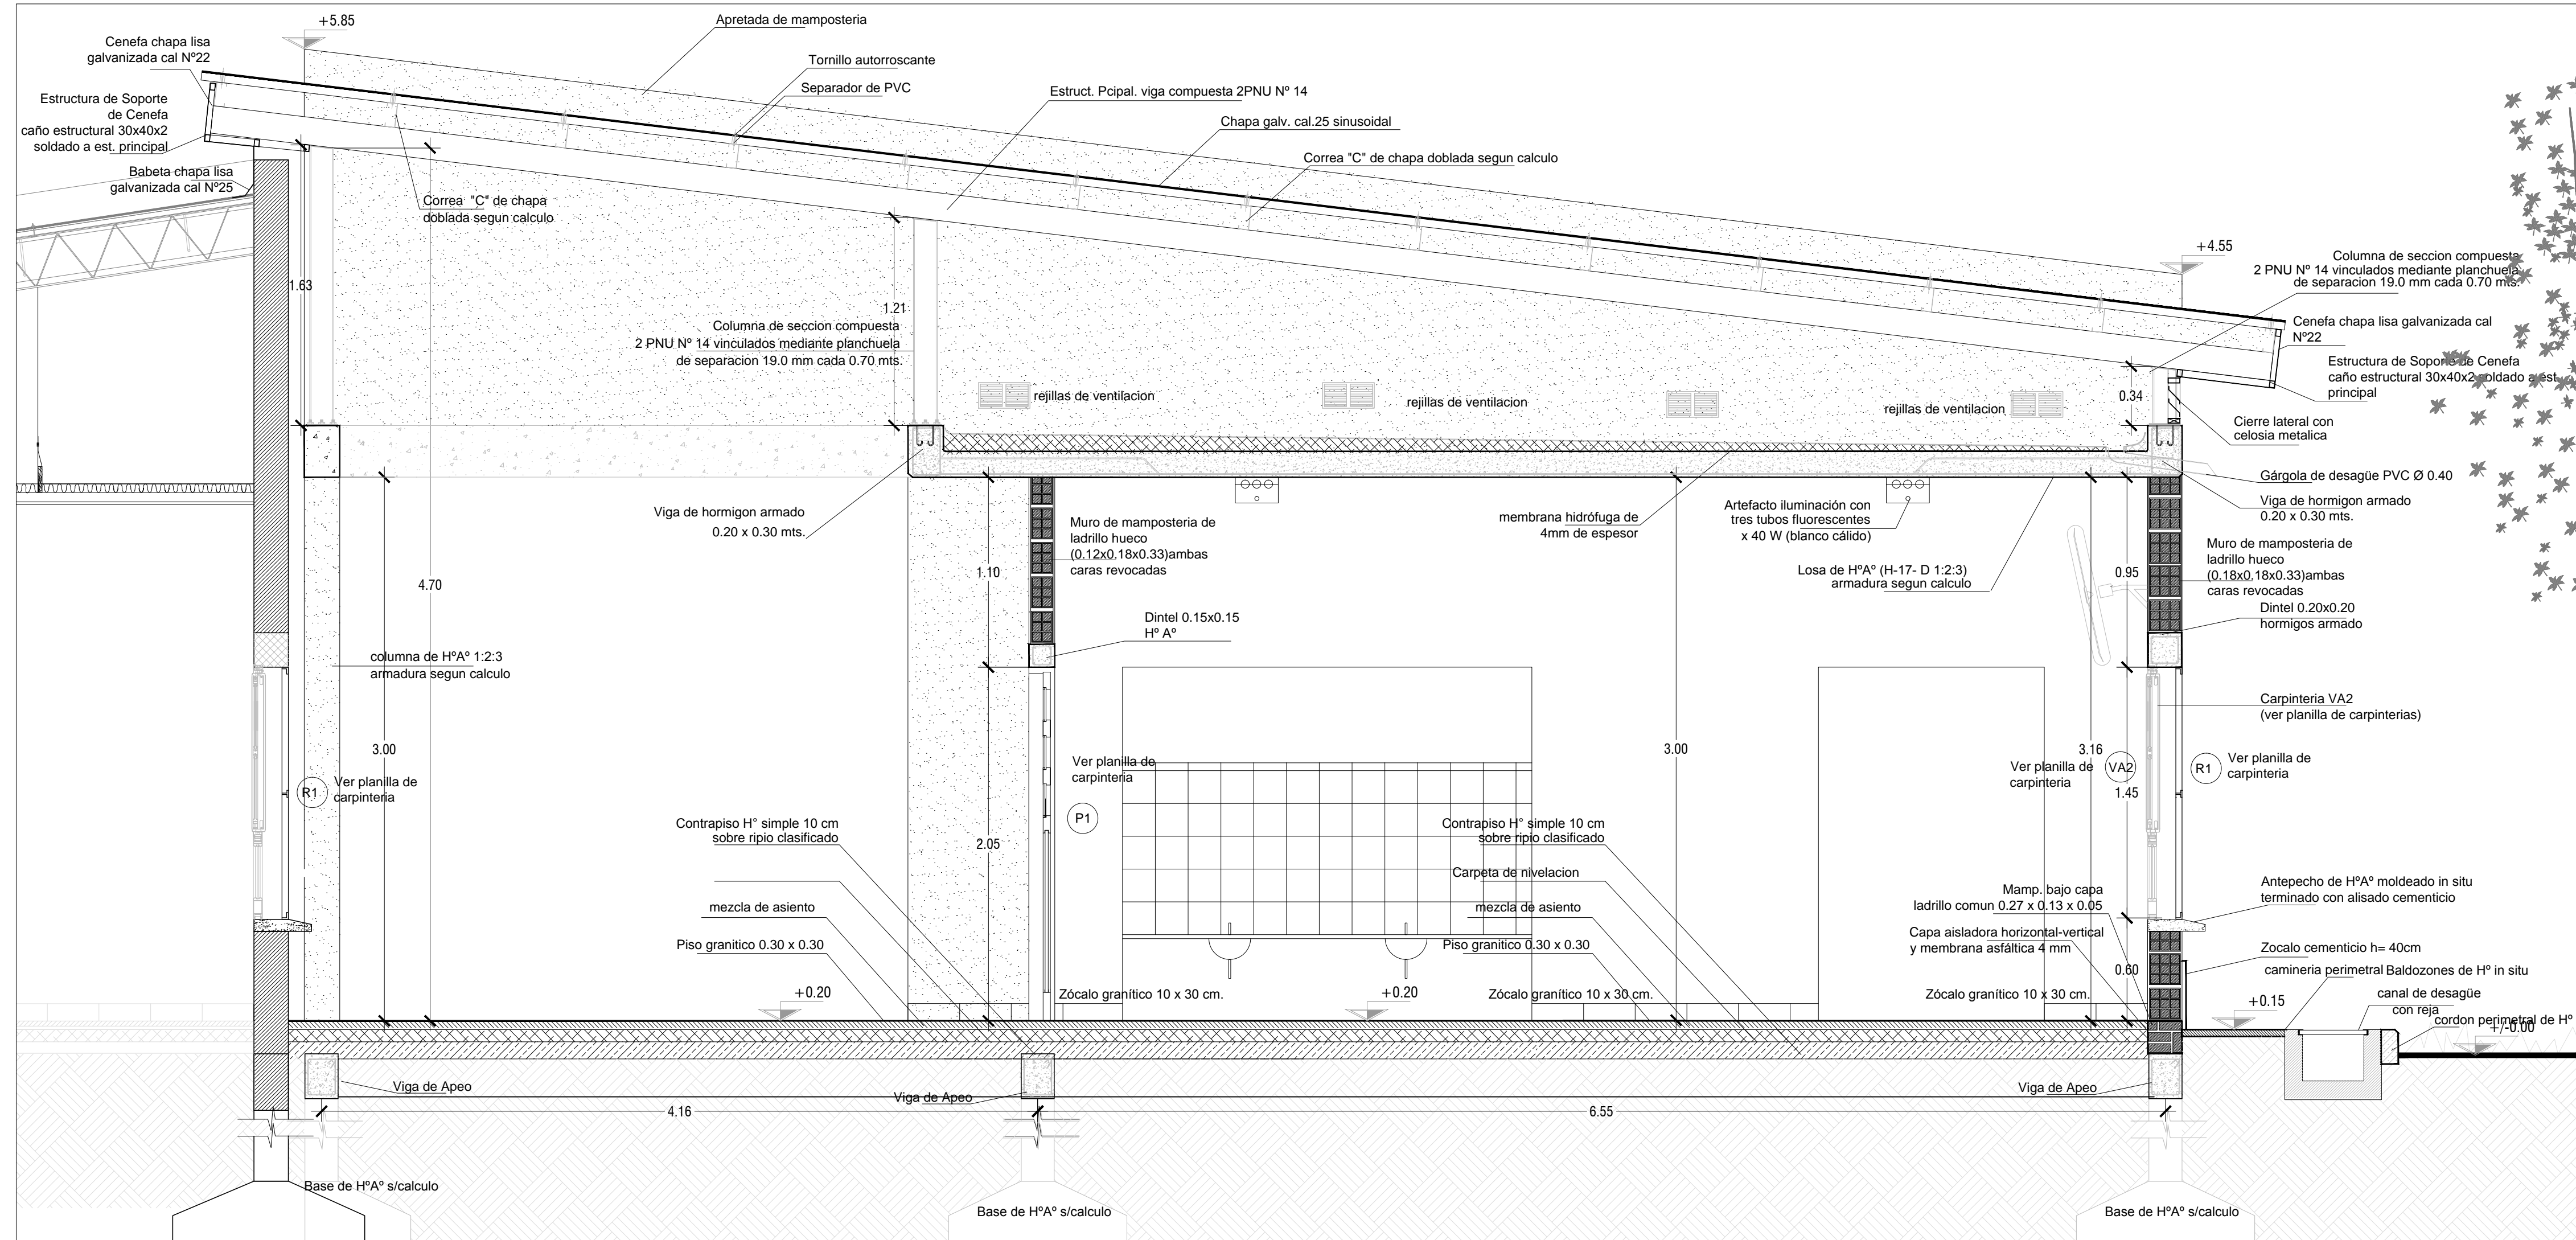 +5.85
Apretada de mamposteria
Cenefa chapa lisa
galvanizada cal Nº22
Tornillo autorroscante
Separador de PVC
Estruct. Pcipal. viga compuesta 2PNU Nº 14
Estructura de Soporte
de Cenefa
caño estructural 30x40x2
soldado a est. principal
Chapa galv. cal.25 sinusoidal
Correa "C" de chapa doblada segun calculo
Babeta chapa lisa
galvanizada cal Nº25
Correa "C" de chapa
doblada segun calculo
+4.55
Columna de seccion compuesta
2 PNU Nº 14 vinculados mediante planchuela
de separacion 19.0 mm cada 0.70 mts.
1.63
1.21
Columna de seccion compuesta
2 PNU Nº 14 vinculados mediante planchuela
de separacion 19.0 mm cada 0.70 mts.
Cenefa chapa lisa galvanizada cal
Nº22
Estructura de Soporte de Cenefa
caño estructural 30x40x2 soldado a est.
principal
rejillas de ventilacion
rejillas de ventilacion
rejillas de ventilacion
0.34
Cierre lateral con
celosia metalica
Gárgola de desagüe PVC Ø 0.40
Viga de hormigon armado
0.20 x 0.30 mts.
Viga de hormigon armado
0.20 x 0.30 mts.
Muro de mamposteria de
ladrillo hueco
(0.12x0.18x0.33)ambas
caras revocadas
membrana hidrófuga de
4mm de espesor
Artefacto iluminación con
tres tubos fluorescentes
x 40 W (blanco cálido)
Losa de HºAº (H-17- D 1:2:3)
armadura segun calculo
Muro de mamposteria de
ladrillo hueco
(0.18x0.18x0.33)ambas
caras revocadas
4.70
1.10
0.95
Dintel 0.15x0.15
Hº Aº
Dintel 0.20x0.20
hormigos armado
columna de HºAº 1:2:3
armadura segun calculo
Carpinteria VA2
(ver planilla de carpinterias)
3.00
3.00
3.16
R1
Ver planilla de
carpinteria
Ver planilla de
carpinteria
P1
Ver planilla de
carpinteria
VA2
R1
Ver planilla de
carpinteria
1.45
2.05
Contrapiso H° simple 10 cm
sobre ripio clasificado
Contrapiso H° simple 10 cm
sobre ripio clasificado
Carpeta de nivelacion
mezcla de asiento
mezcla de asiento
Piso granitico 0.30 x 0.30
Piso granitico 0.30 x 0.30
Mamp. bajo capa
ladrillo comun 0.27 x 0.13 x 0.05
Capa aisladora horizontal-vertical
y membrana asfáltica 4 mm
Antepecho de HºAº moldeado in situ
terminado con alisado cementicio
Zocalo cementicio h= 40cm
camineria perimetral Baldozones de Hº in situ
0.60
+0.20
Zócalo granítico 10 x 30 cm.
+0.20
Zócalo granítico 10 x 30 cm.
Zócalo granítico 10 x 30 cm.
+0.15
canal de desagüe
con reja
cordon perimetral de Hº
+/-0.00
Viga de Apeo
Viga de Apeo
Viga de Apeo
4.16
6.55
Base de HºAº s/calculo
Base de HºAº s/calculo
Base de HºAº s/calculo